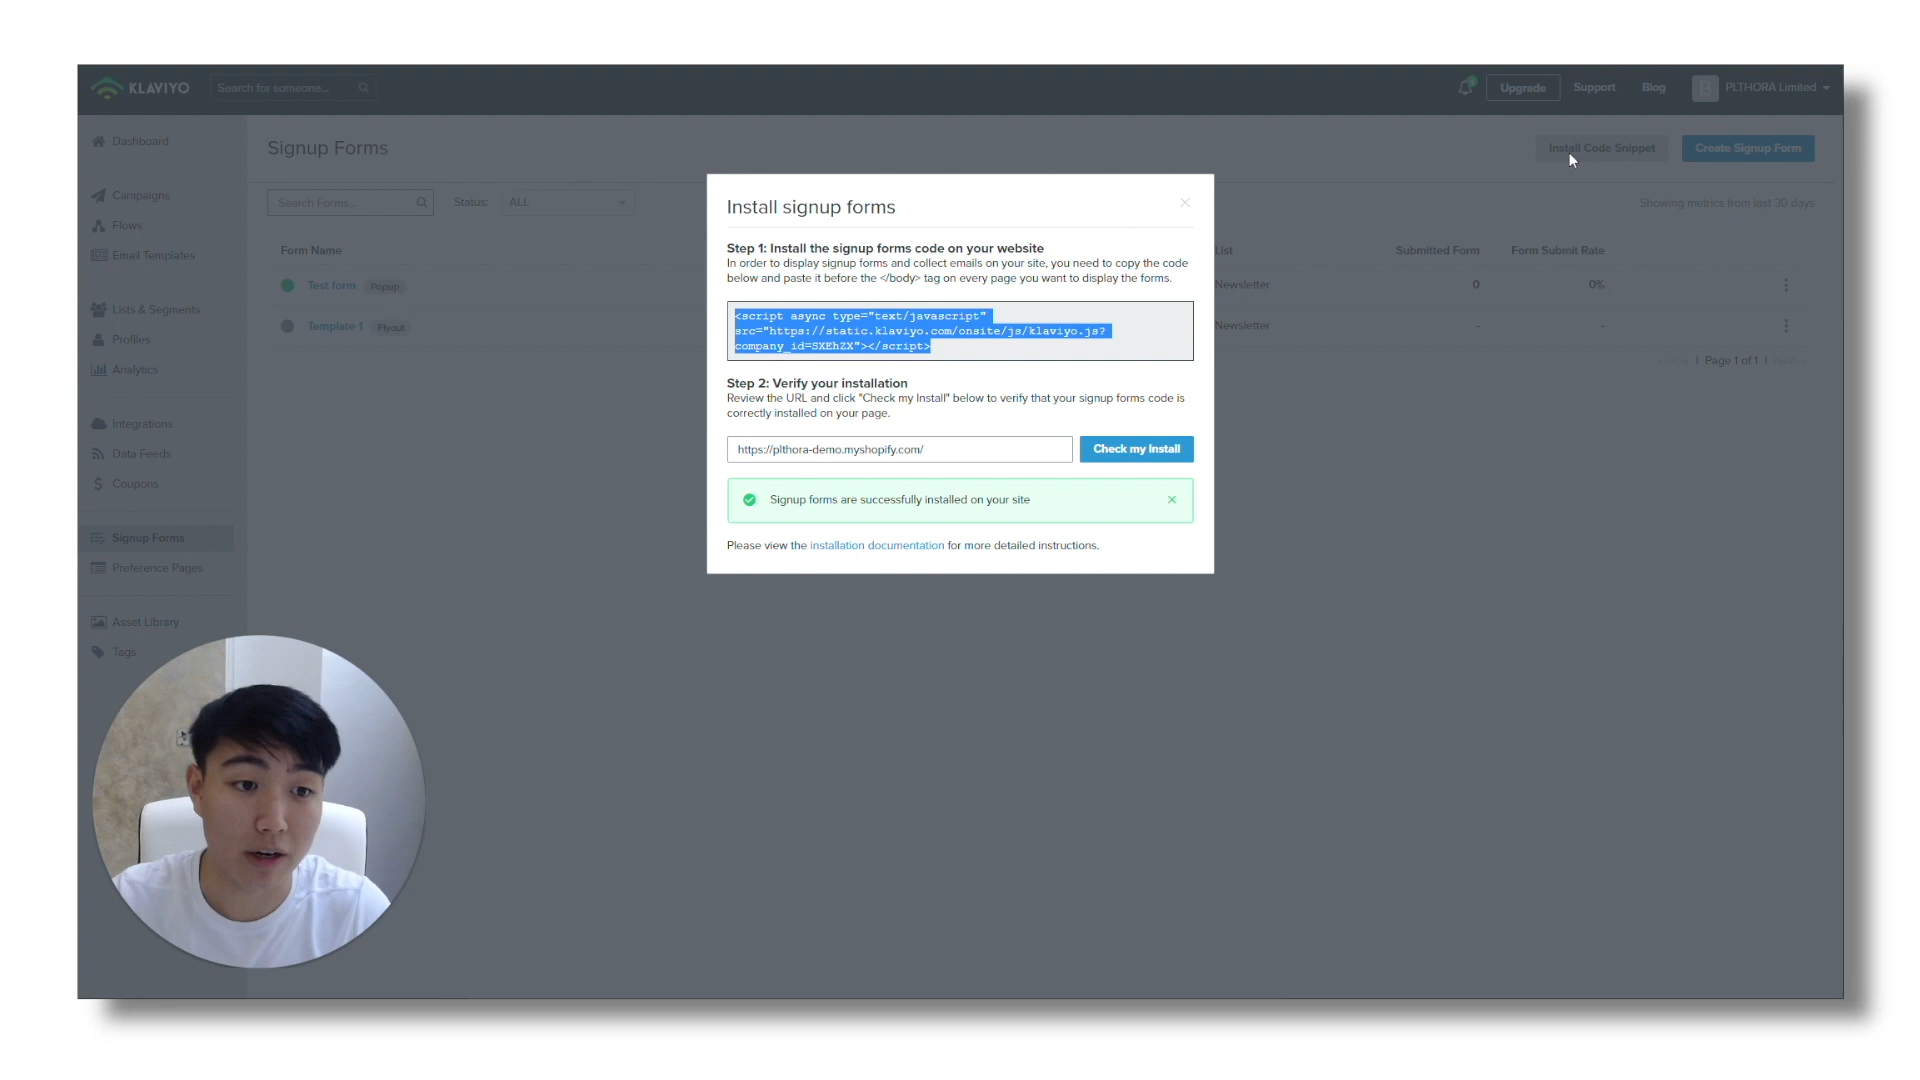 KLAVIYO
Search for someone...
Upgrade
Support
Blog
B
PLTHORA Limited
Dashboard
Campaigns
Flows
Email Templates
Lists & Segments
Profiles
Analytics
Integrations
Data Feeds
Coupons
Signup Forms
Preference Pages
Asset Library
Tags
Signup Forms
Install Code Snippet
Create Signup Form
Search Forms...
Status:
ALL
Showing metrics from last 30 days
Form Name
List
Submitted Form
Form Submit Rate
Test form
Popup
Newsletter
0
0%
Template 1
Flyout
Newsletter
-
-
| Page 1 of 1 |
Install signup forms
Step 1: Install the signup forms code on your website
In order to display signup forms and collect emails on your site, you need to copy the code
below and paste it before the </body> tag on every page you want to display the forms.
<script async type="text/javascript"
src="https://static.klaviyo.com/onsite/js/klaviyo.js?
company_id=SXEhZX"></script>
Step 2: Verify your installation
Review the URL and click "Check my Install" below to verify that your signup forms code is
correctly installed on your page.
https://plthora-demo.myshopify.com/
Check my Install
Signup forms are successfully installed on your site
Please view the installation documentation for more detailed instructions.